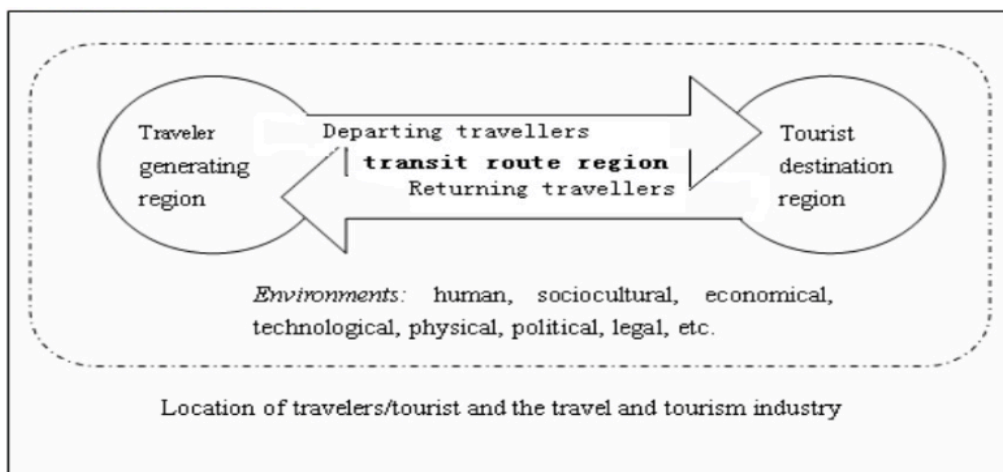 Traveler
generating
region
Departing travellers
transit route region
Returning travellers
Tourist
destination
region
Environments: human, sociocultural, economical,
technological, physical, political, legal, etc.
Location of travelers/tourist and the travel and tourism industry